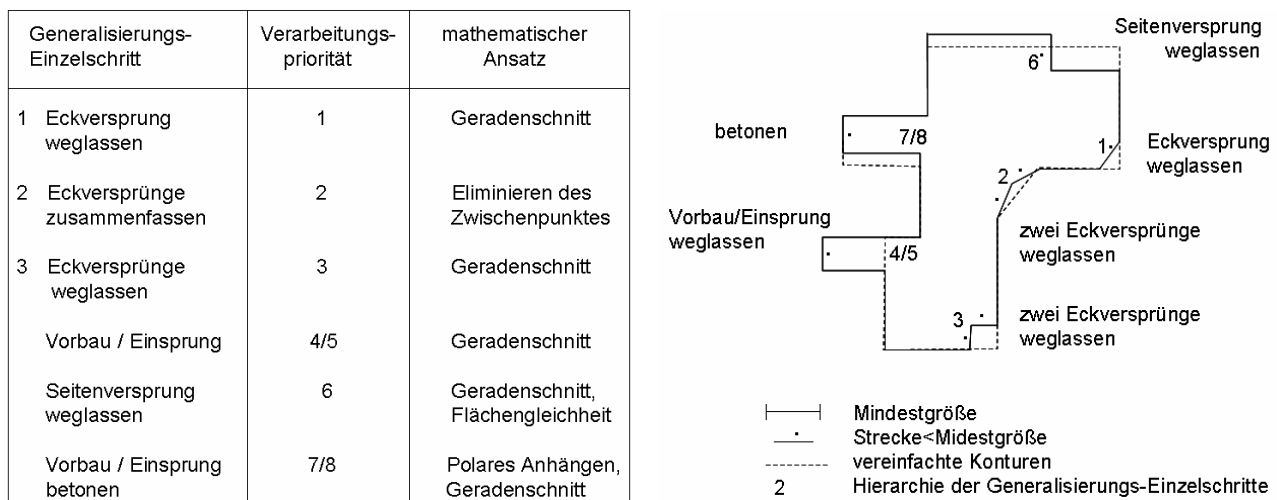 Generalisierungs- Verarbeitungs- mathematischer
Einzelschritt priorität Ansatz
1 Eckversprung 1 Geradenschnitt
weglassen
2 Eckversprünge 2 Eliminieren des
zusammenfassen Zwischenpunktes
3 Eckversprünge 3 Geradenschnitt
weglassen
Vorbau / Einsprung 4/5 Geradenschnitt
Seitenversprung 6 Geradenschnitt,
weglassen Flächengleichheit
Vorbau / Einsprung 7/8 Polares Anhängen,
betonen Geradenschnitt
Seitenversprung
weglassen
6
betonen
7/8
1
Eckversprung
weglassen
2
Vorbau/Einsprung
weglassen
4/5
zwei Eckversprünge
weglassen
3
zwei Eckversprünge
weglassen
Mindestgröße
Strecke<Midestgröße
vereinfachte Konturen
2 Hierarchie der Generalisierungs-Einzelschritte